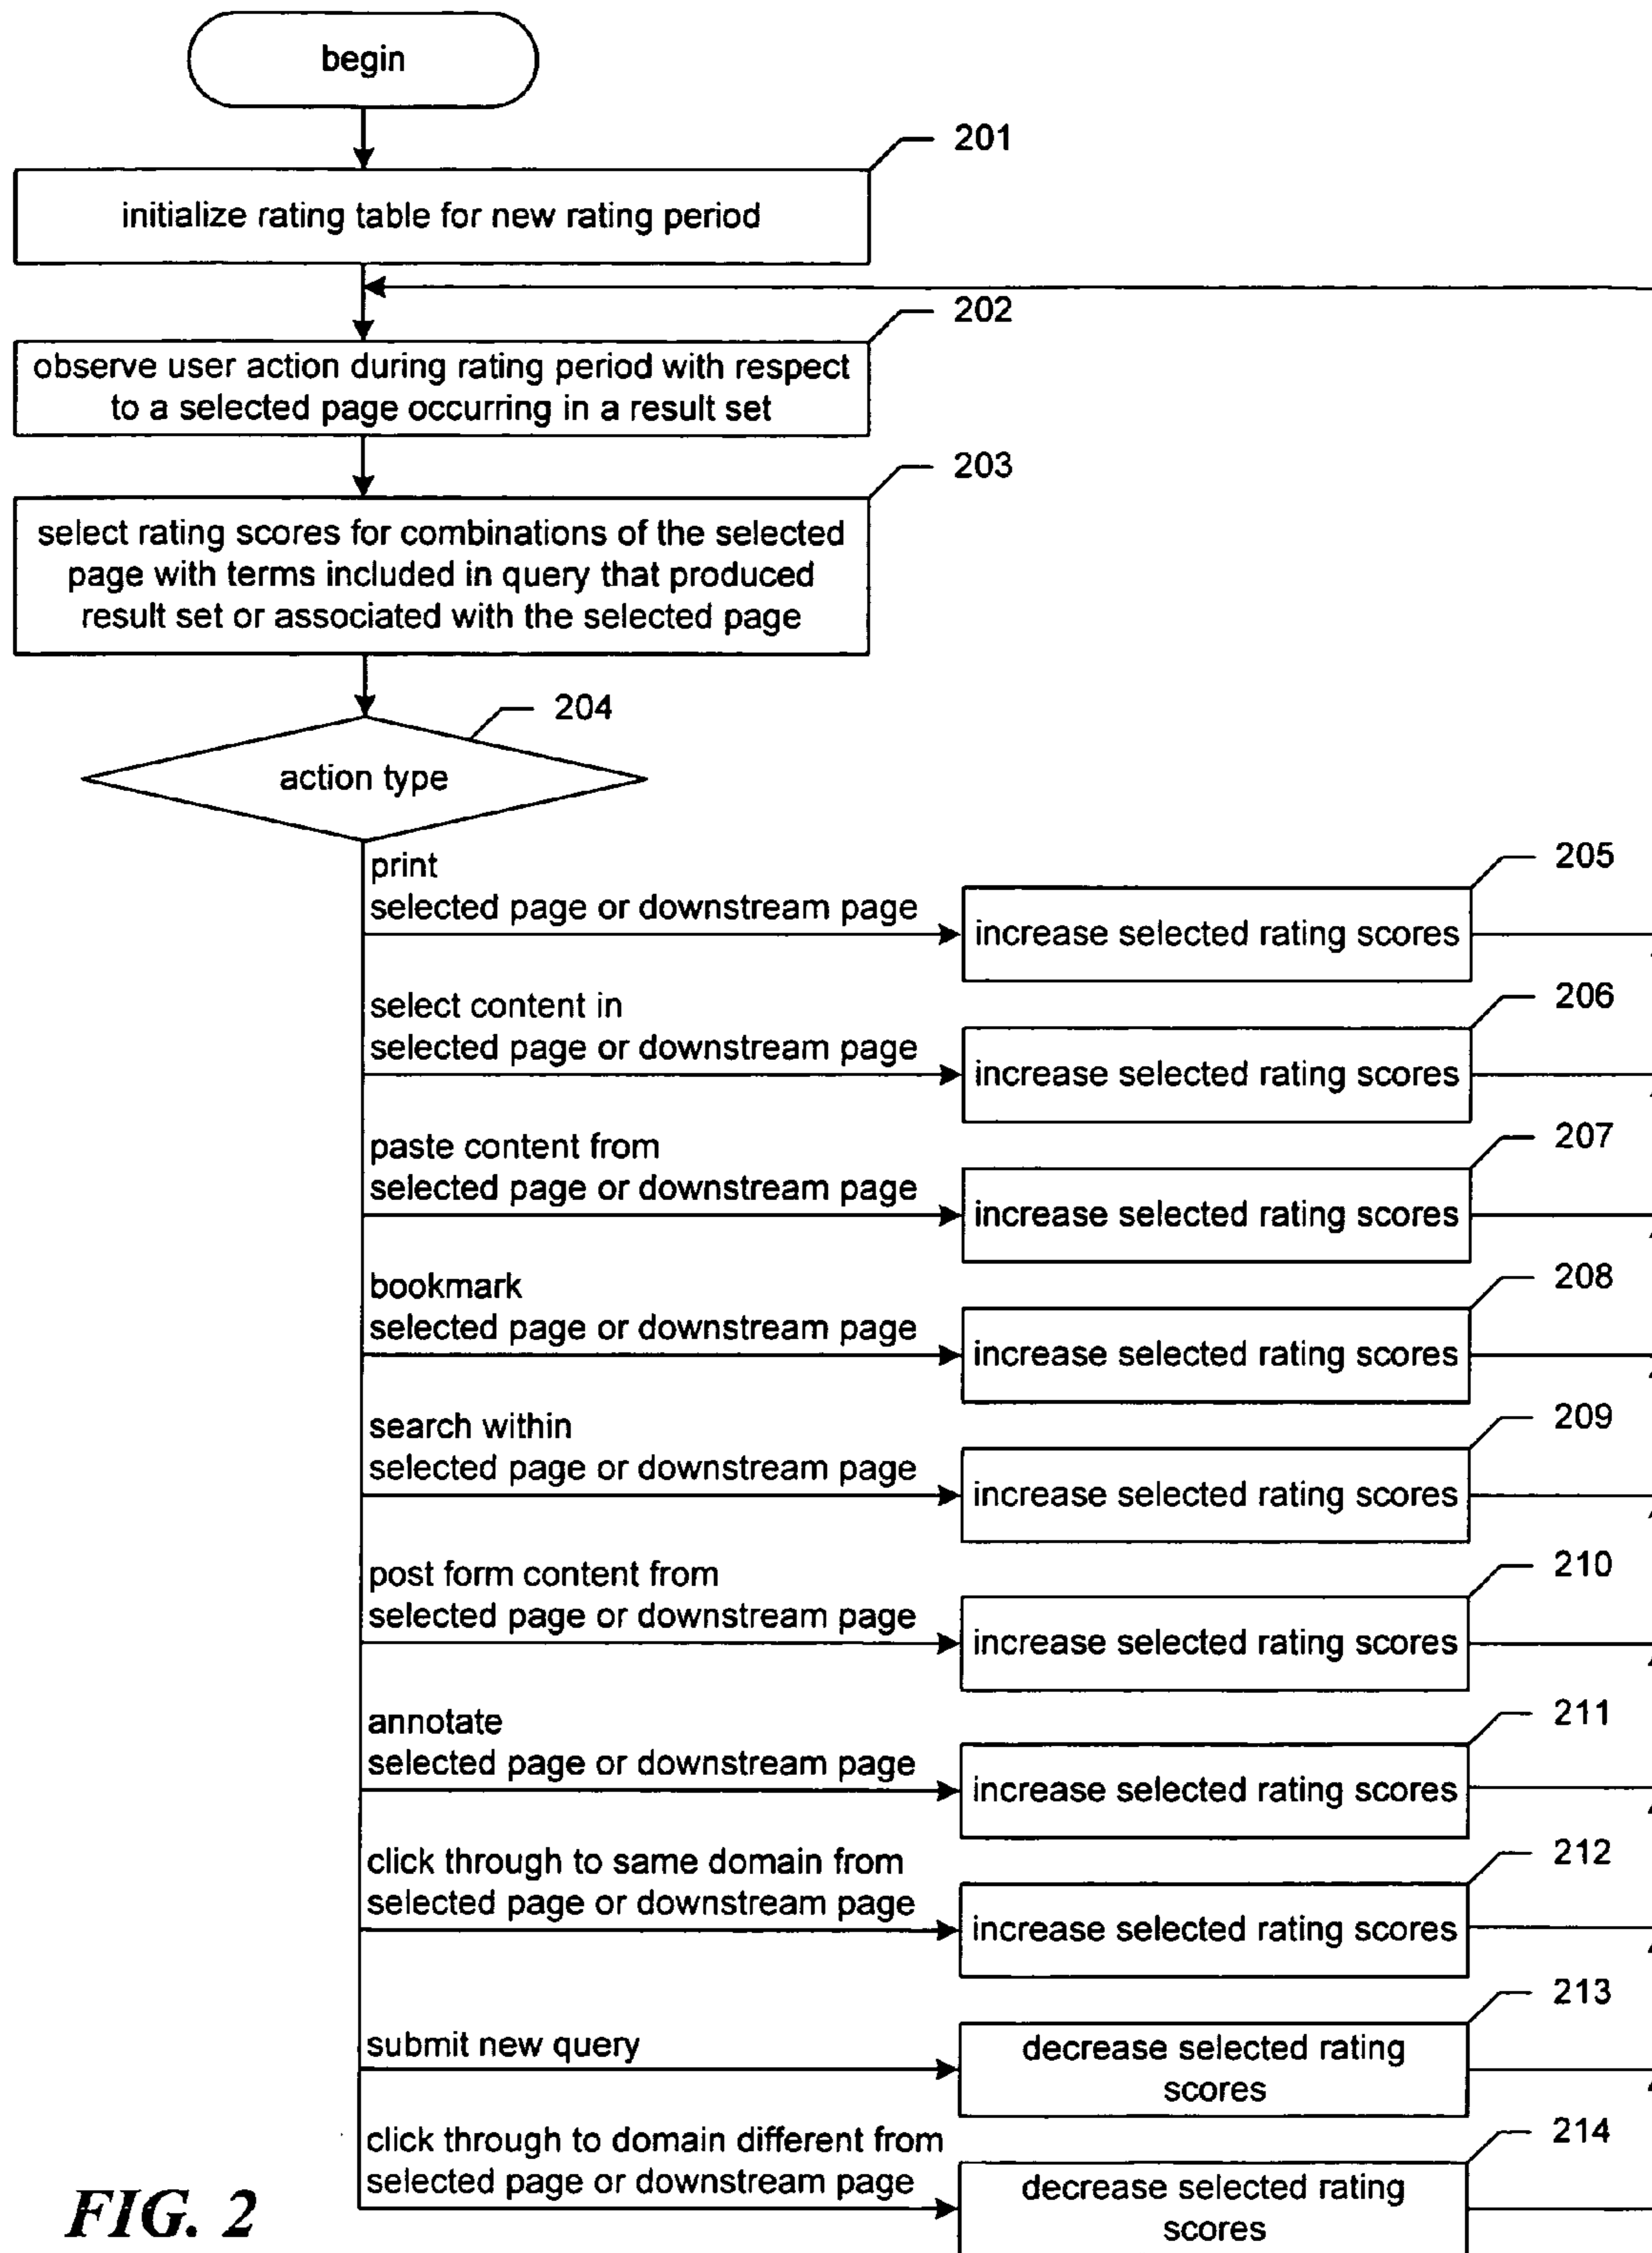 begin
201
initialize rating table for new rating period
202
observe user action during rating period with respect
to a selected page occurring in a result set
203
select rating scores for combinations of the selected
page with terms included in query that produced
result set or associated with the selected page
204
action type
print
selected page or downstream page
205
increase selected rating scores
select content in
selected page or downstream page
206
increase selected rating scores
paste content from
selected page or downstream page
207
increase selected rating scores
bookmark
selected page or downstream page
208
increase selected rating scores
search within
selected page or downstream page
209
increase selected rating scores
post form content from
selected page or downstream page
210
increase selected rating scores
annotate
selected page or downstream page
211
increase selected rating scores
click through to same domain from
selected page or downstream page
212
increase selected rating scores
submit new query
213
decrease selected rating
scores
click through to domain different from
selected page or downstream page
214
decrease selected rating
scores
FIG. 2